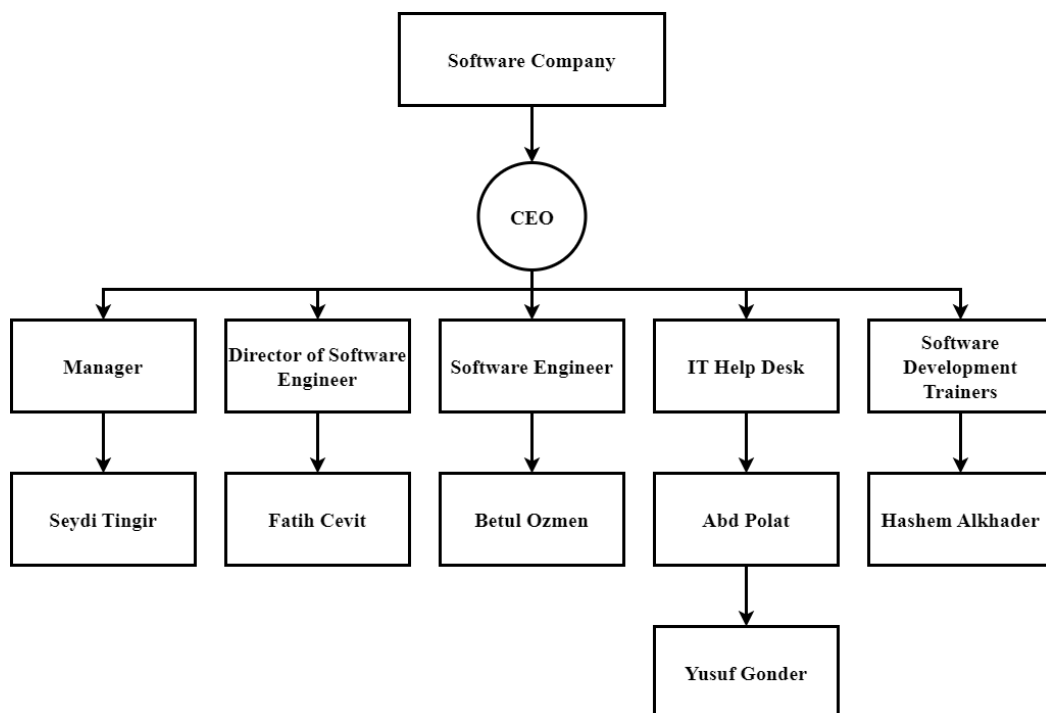 Software Company
CEO
Manager
Director of Software
Engineer
Software Engineer
IT Help Desk
Software
Development
Trainers
Seydi Tingir
Fatih Cevit
Betul Ozmen
Abd Polat
Hashem Alkhader
Yusuf Gonder